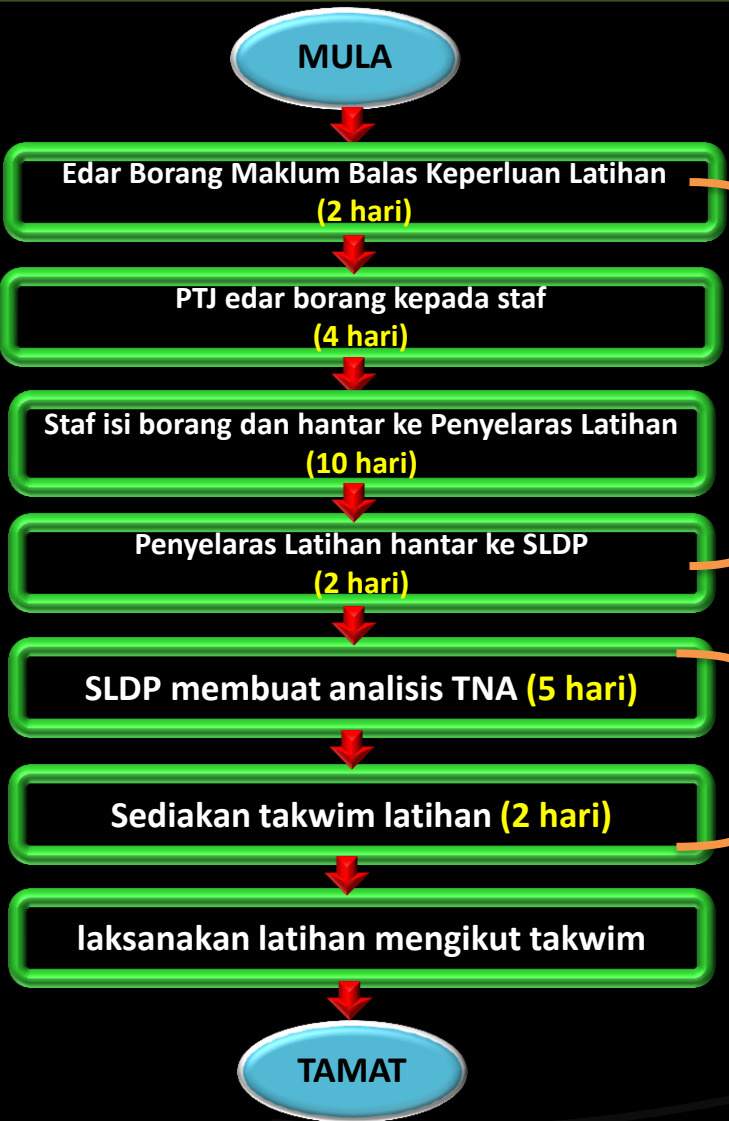 MULA
Edar Borang Maklum Balas Keperluan Latihan
(2 hari)
PTJ edar borang kepada staf
(4 hari)
Staf isi borang dan hantar ke Penyelaras Latihan
(10 hari)
Penyelaras Latihan hantar ke SLDP
(2 hari)
SLDP membuat analisis TNA (5 hari)
Sediakan takwim latihan (2 hari)
laksanakan latihan mengikut takwim
TAMAT